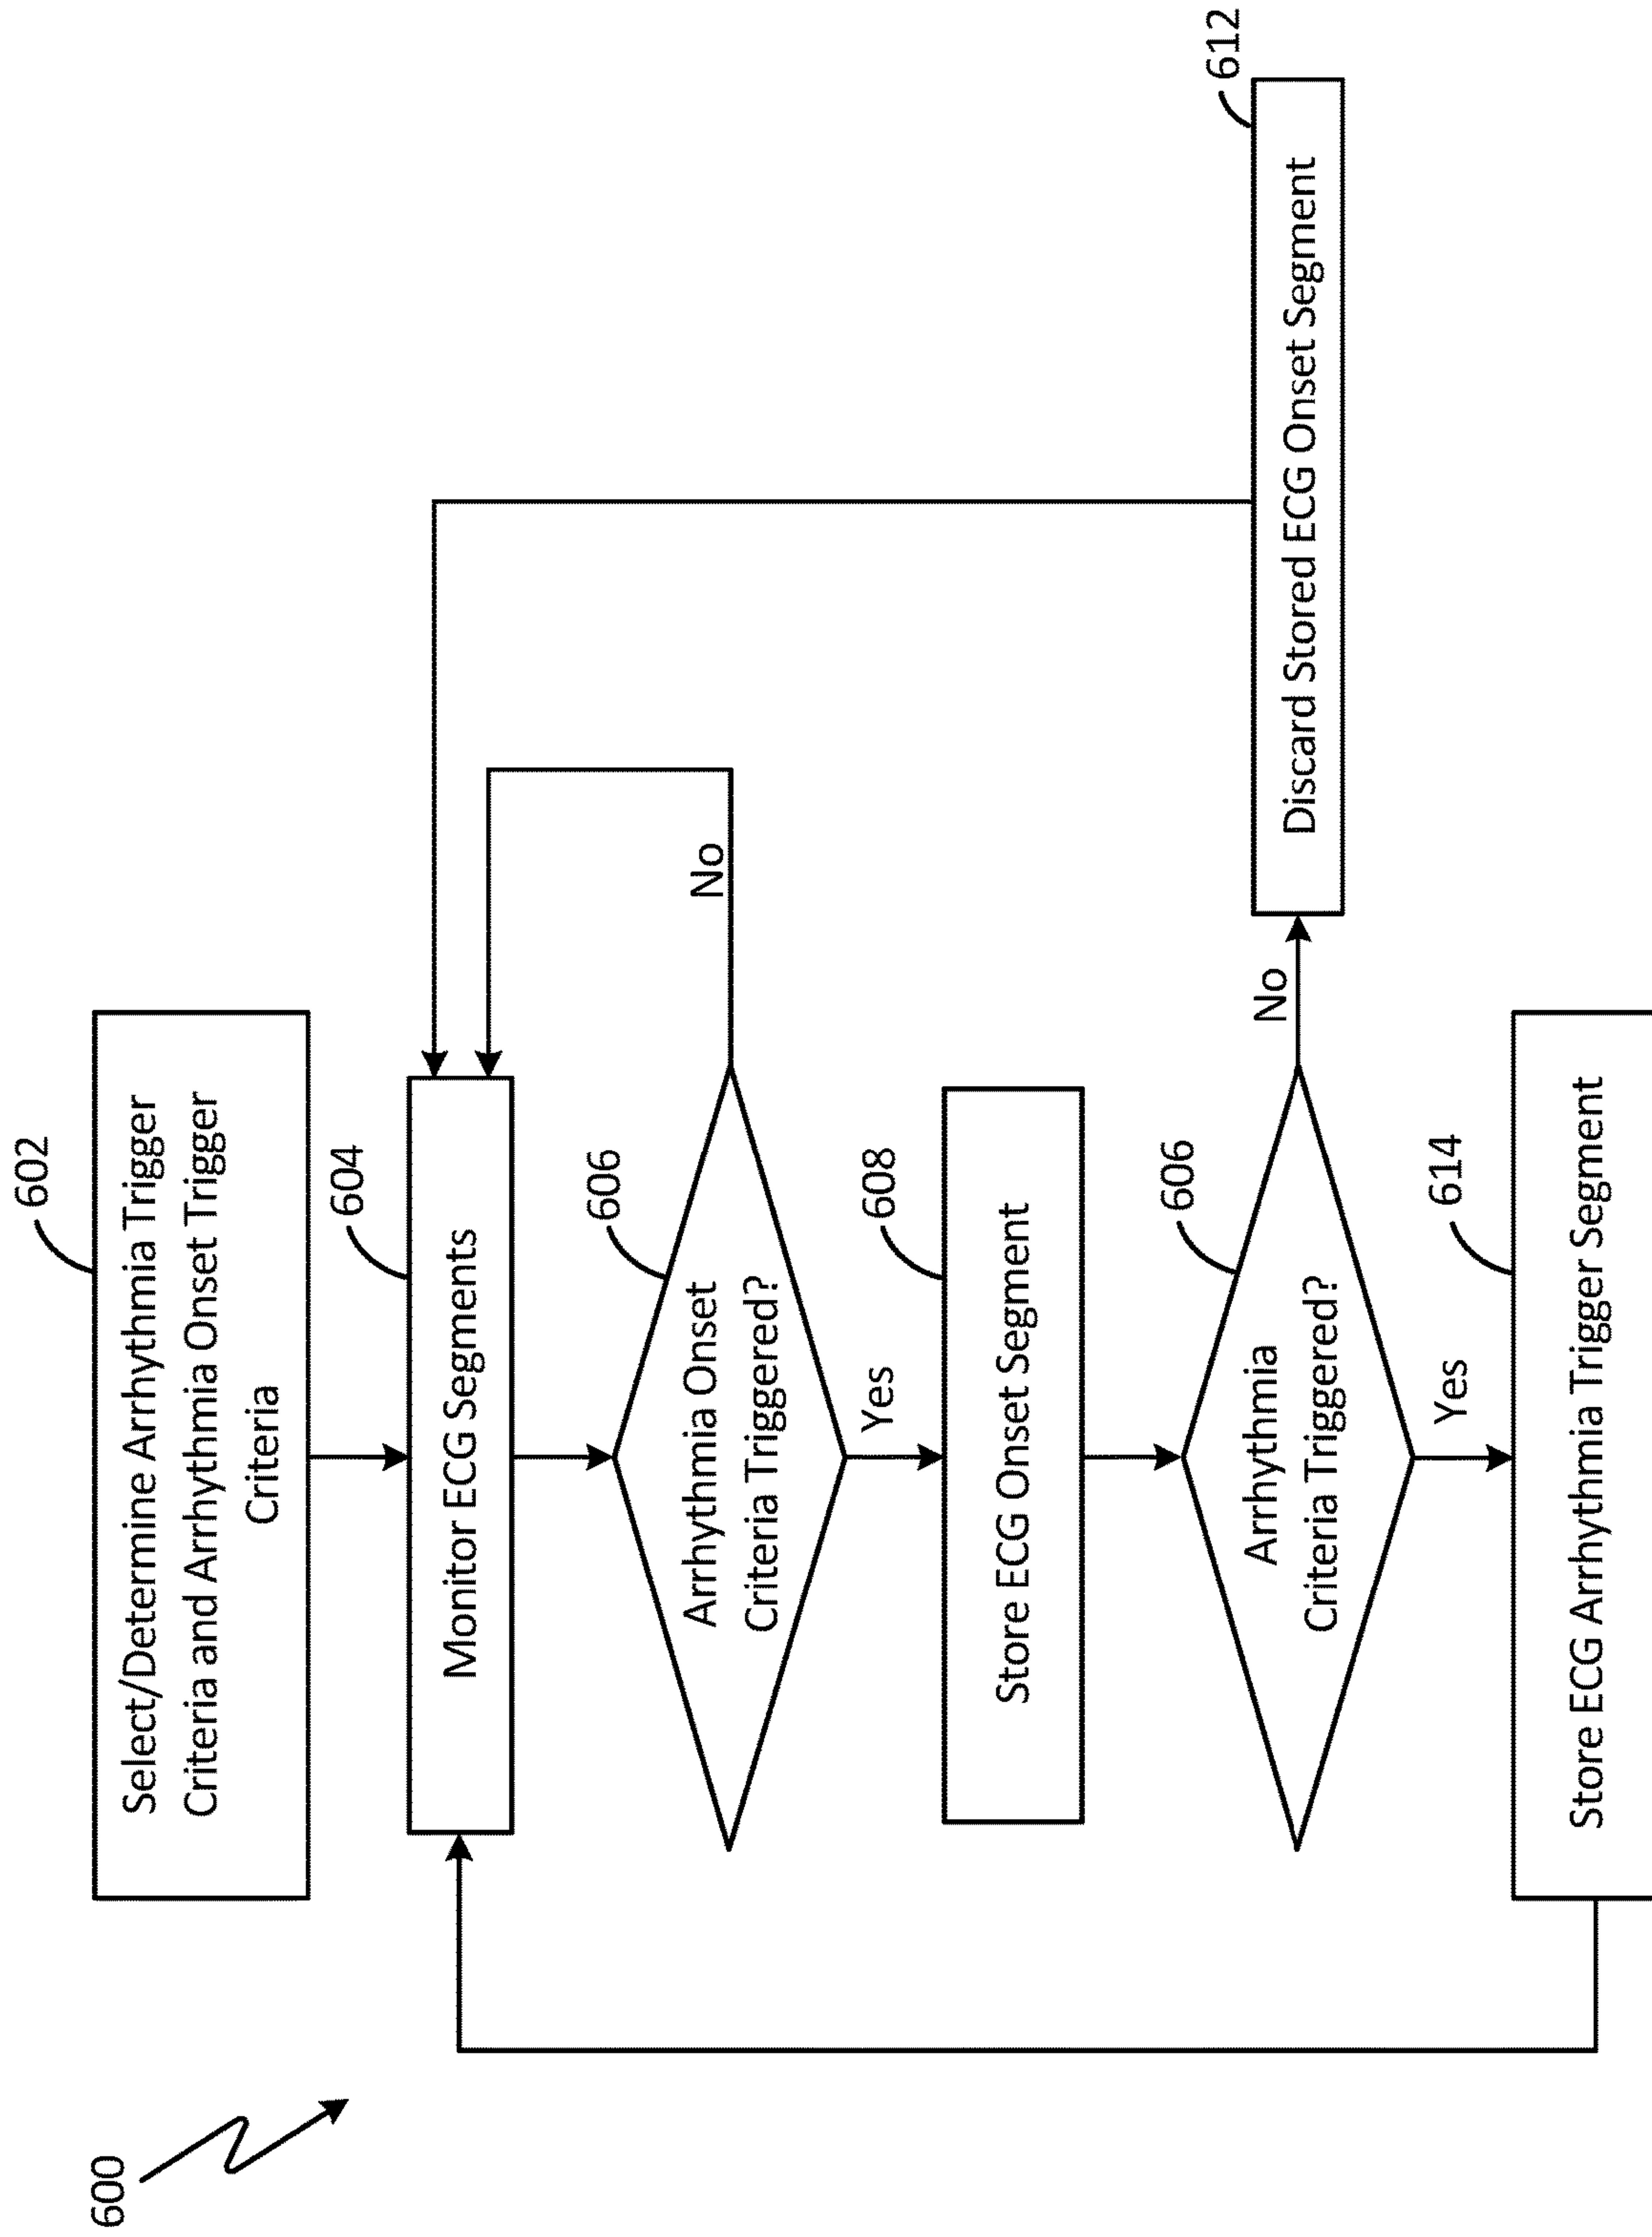 600
602
Select/Determine Arrhythmia Trigger
Criteria and Arrhythmia Onset Trigger
Criteria
604
Monitor ECG Segments
606
Arrhythmia Onset
Criteria Triggered?
No
Yes
608
Store ECG Onset Segment
606
Arrhythmia
Criteria Triggered?
No
612
Discard Stored ECG Onset Segment
Yes
614
Store ECG Arrhythmia Trigger Segment